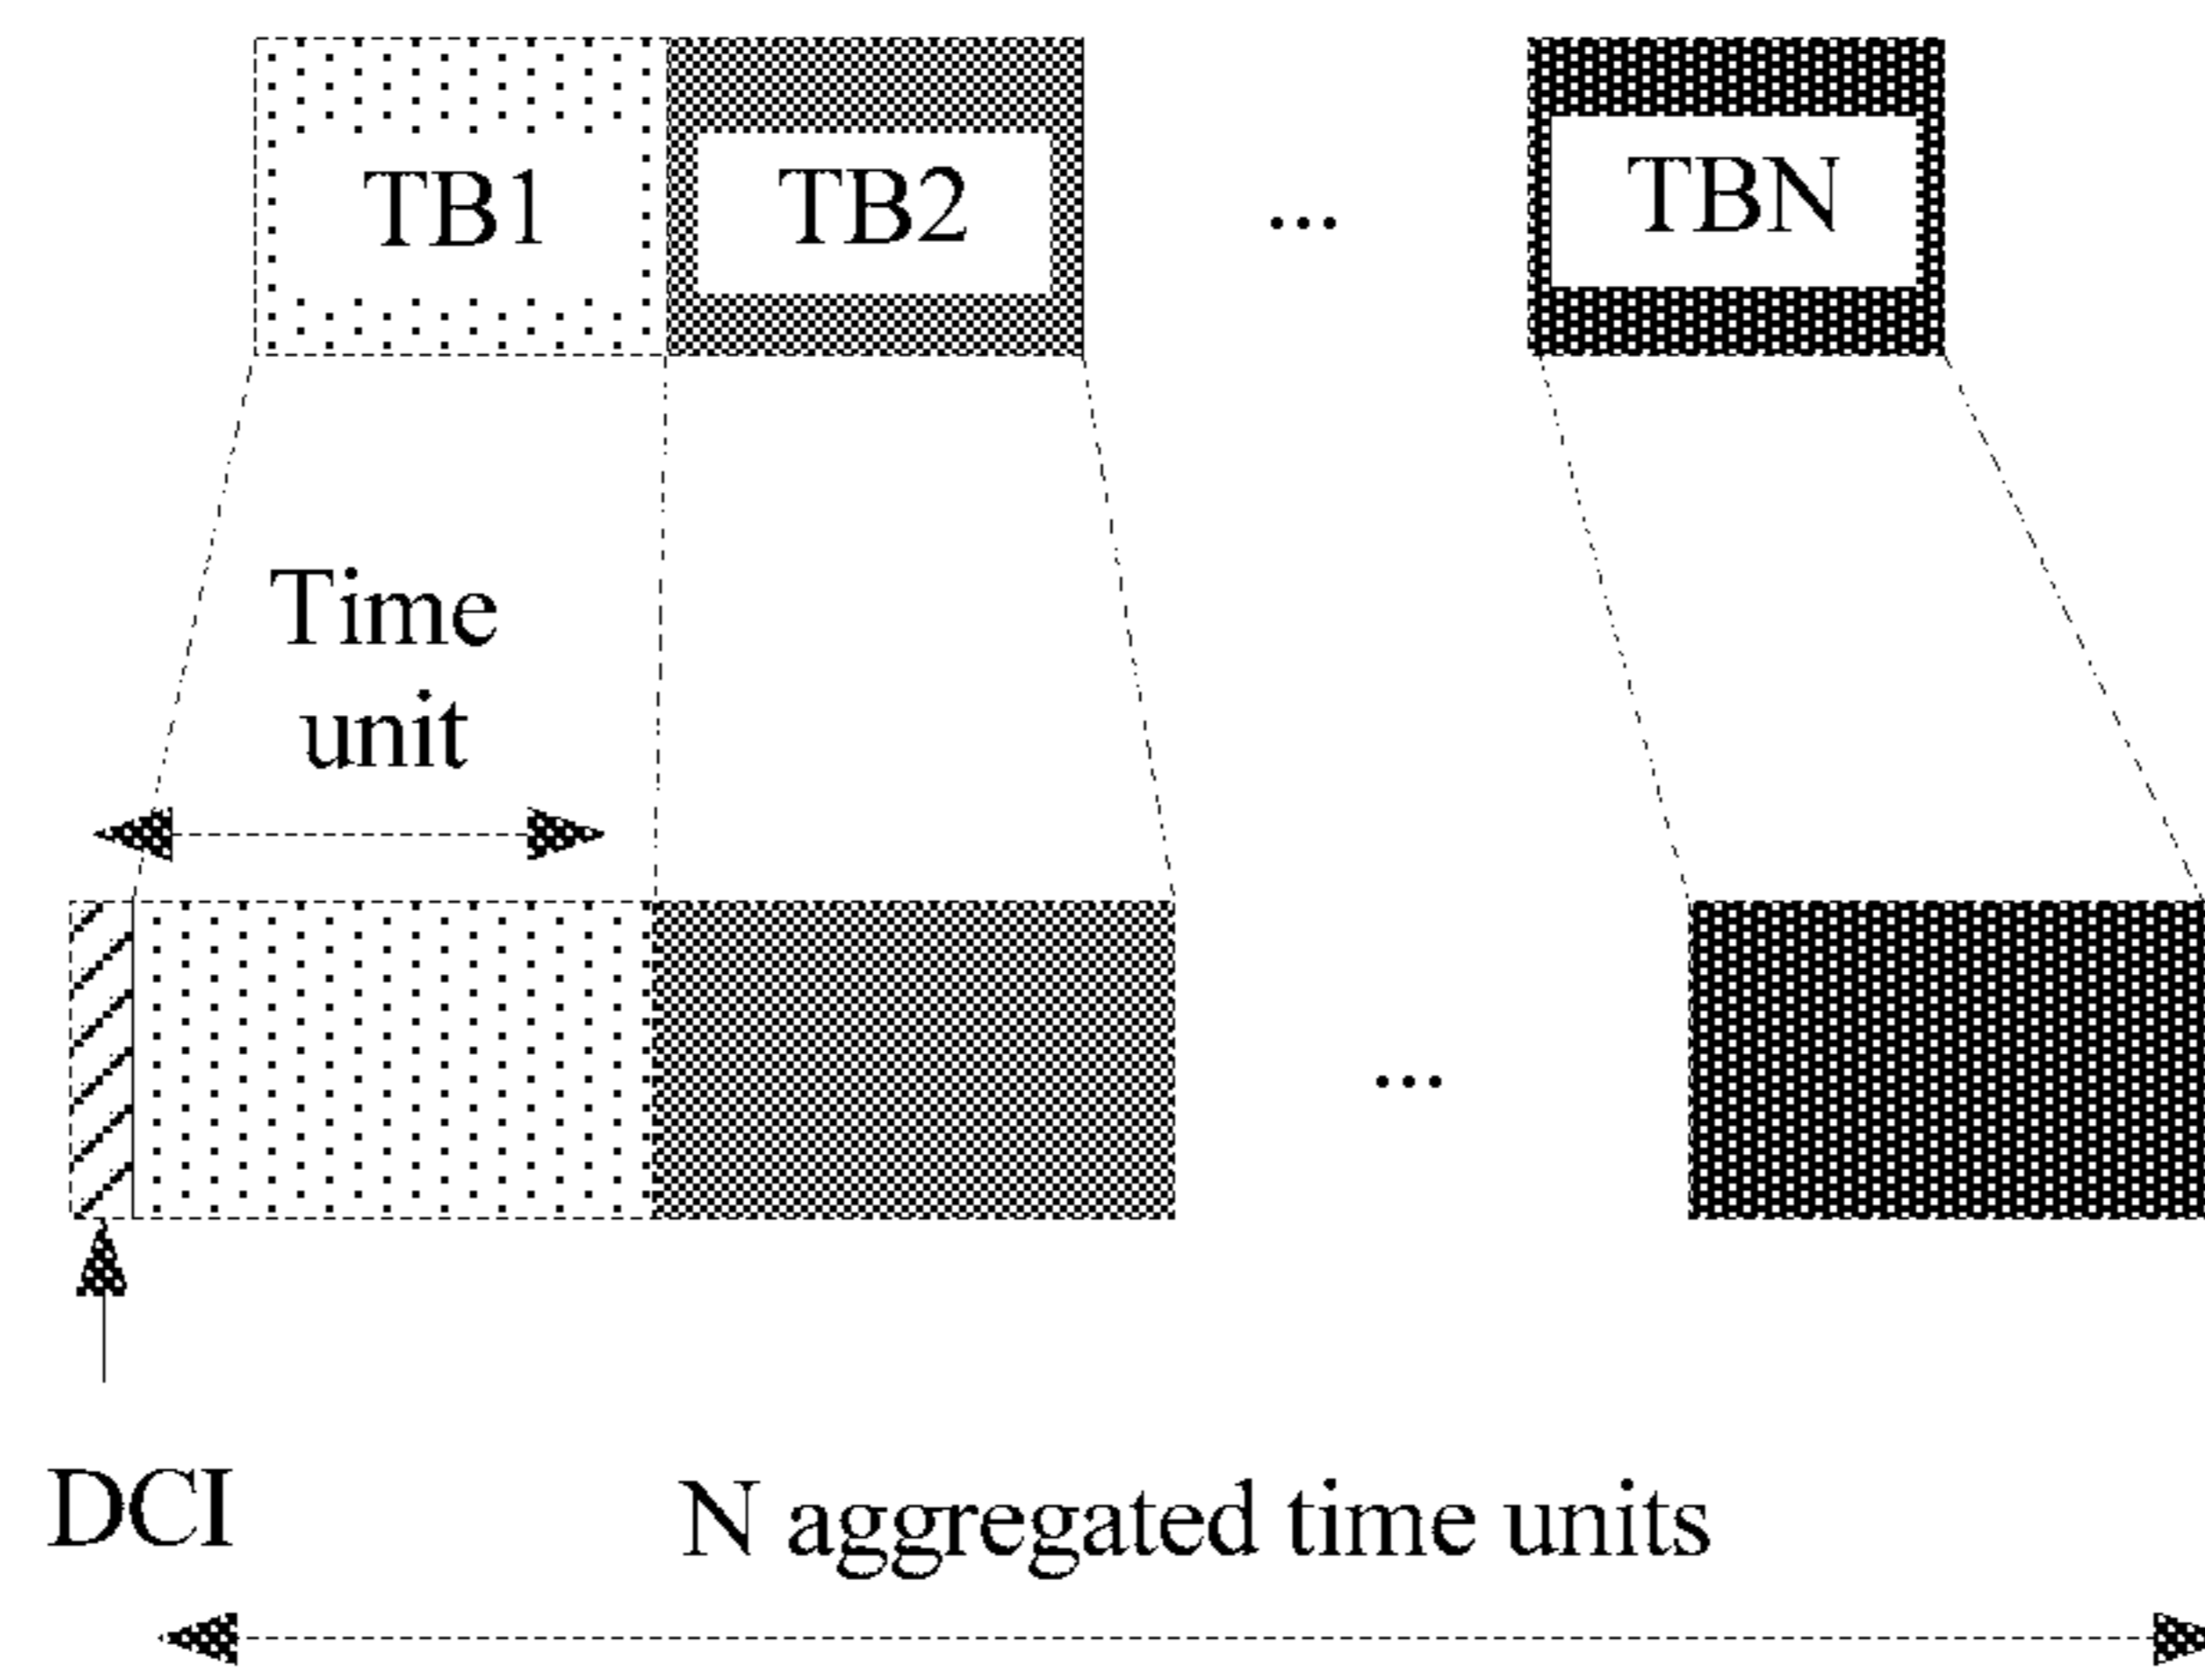 TB1 TB2 ... TBN
Time
unit
...
DCI
N aggregated time units